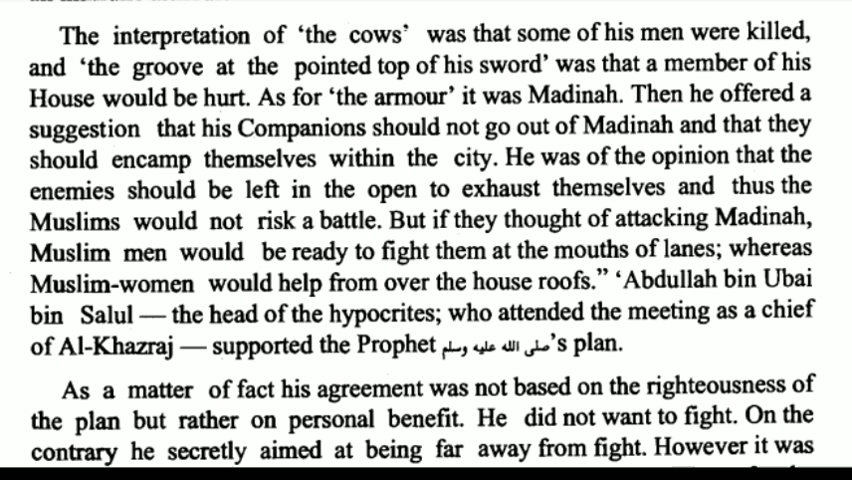 The interpretation of 'the cows' was that some of his men were killed,
and 'the groove at the pointed top of his sword' was that a member of his
House would be hurt. As for 'the armour' it was Madinah. Then he offered a
suggestion that his Companions should not go out of Madinah and that they
should encamp themselves within the city. He was of the opinion that the
enemies should be left in the open to exhaust themselves and thus the
Muslims would not risk a battle. But if they thought of attacking Madinah,
Muslim men would be ready to fight them at the mouths of lanes; whereas
Muslim-women would help from over the house roofs." 'Abdullah bin Ubai
bin Salul — the head of the hypocrites; who attended the meeting as a chief
of Al-Khazraj — supported the Prophet صلى الله عليه وسلم's plan.
As a matter of fact his agreement was not based on the righteousness of
the plan but rather on personal benefit. He did not want to fight. On the
contrary he secretly aimed at being far away from fight. However it was